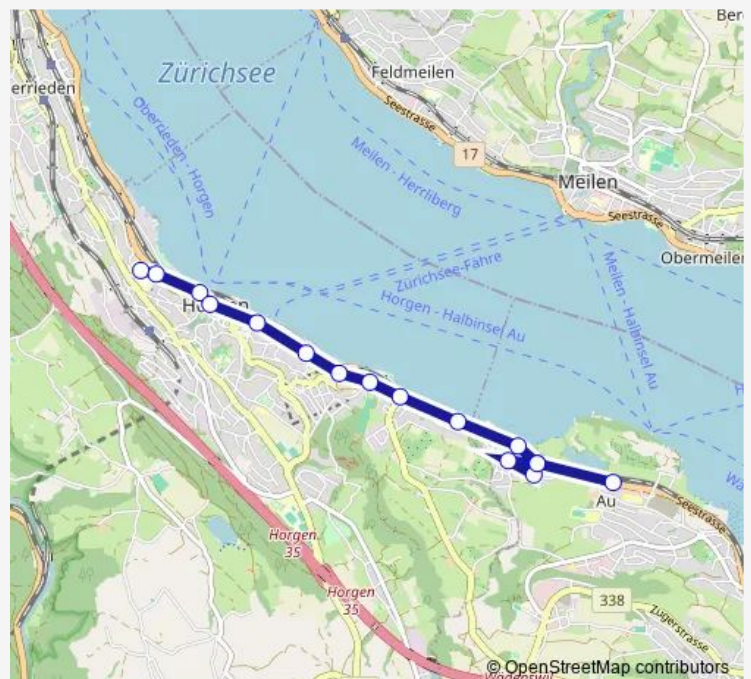 Ber
Zürichsee
Feldmeilen
errieden
Seestrasse
Oberrieden - Horgen
17
Meilen - Herrliberg
Meilen
Seestrasse
Obermeilen
Zürichsee-Fähre
Meilen - Halbinsel Au
Horgen - Halbinsel Au
Au
Seestrasse
Horgen
35
Horgen
35
338
Zugerstrasse
Wädenswil
© OpenStreetMap contributors